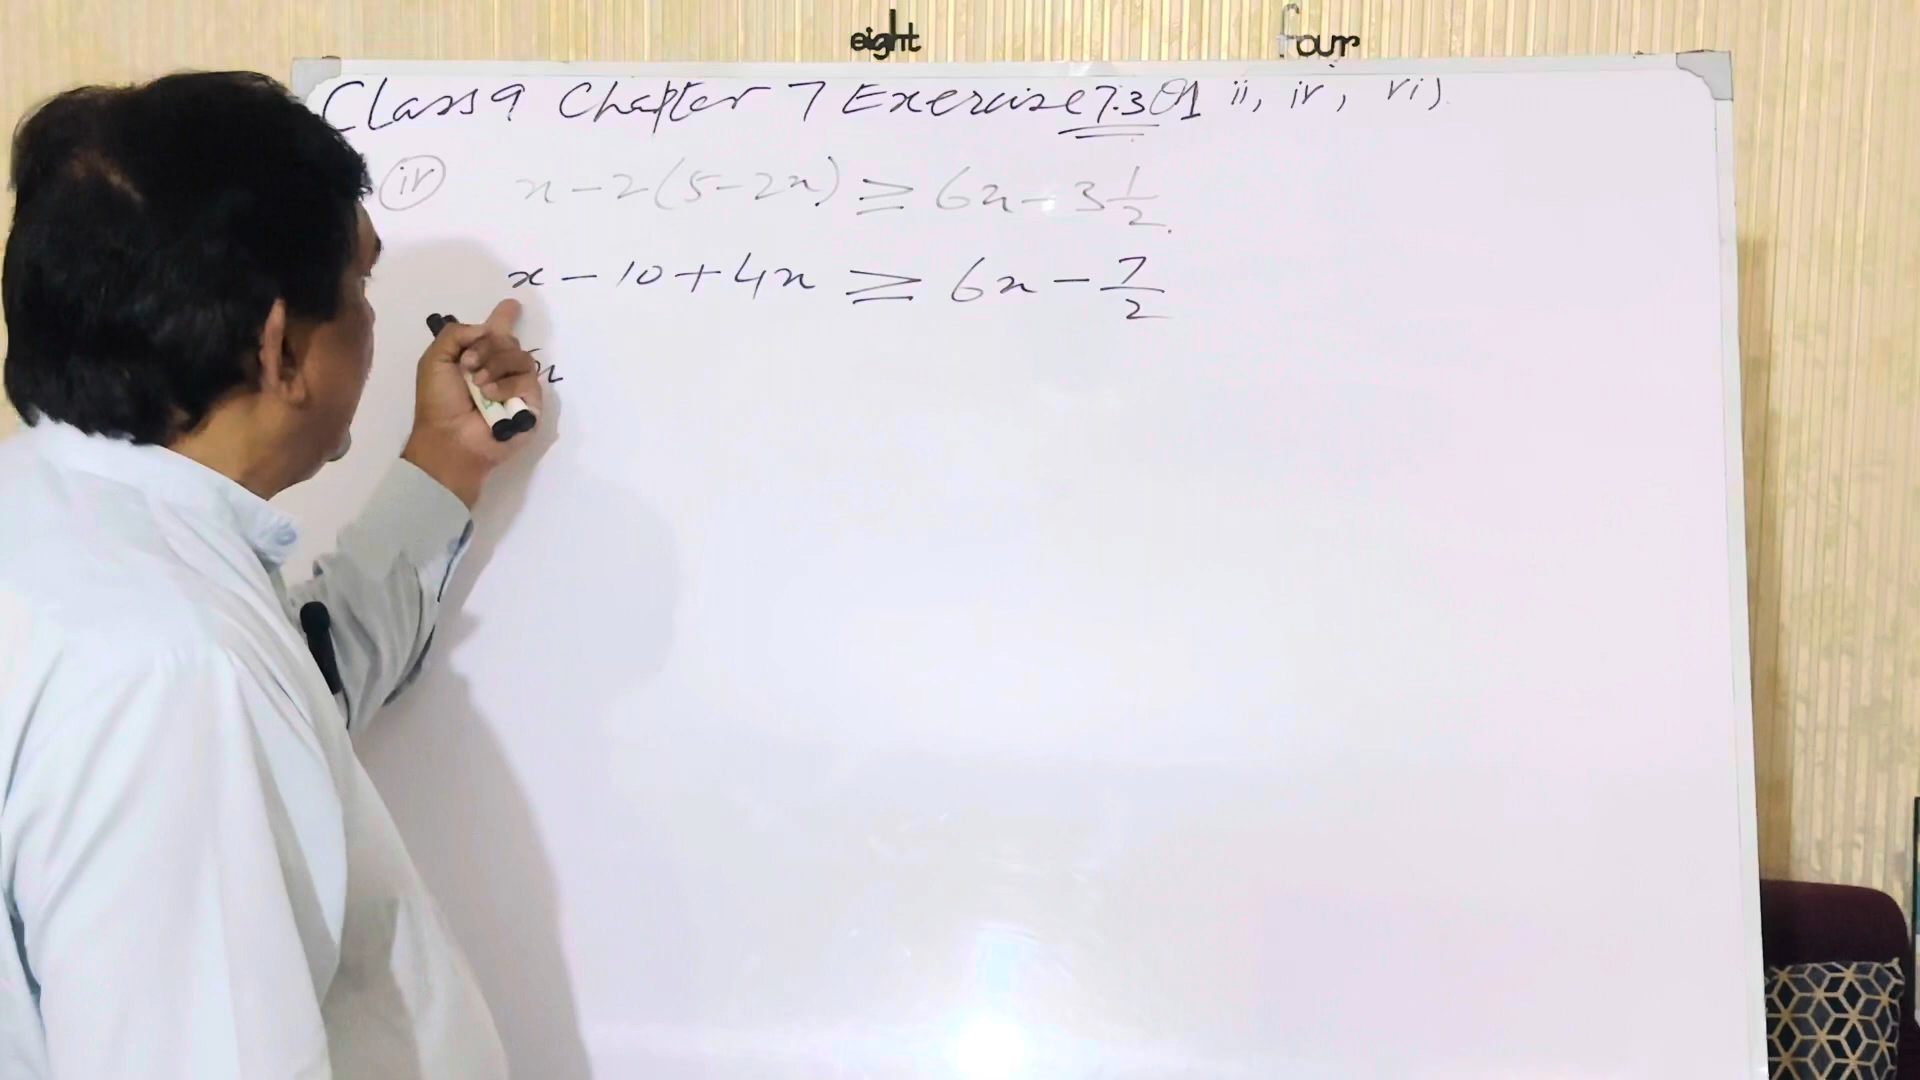 eight four
Class 9 Chapter 7 Exercise 7.3 Q1 ii, iv, vi)
iv x - 2(5 - 2x) ≥ 6x - 3 1/2
x - 10 + 4x ≥ 6x - 7/2
5x